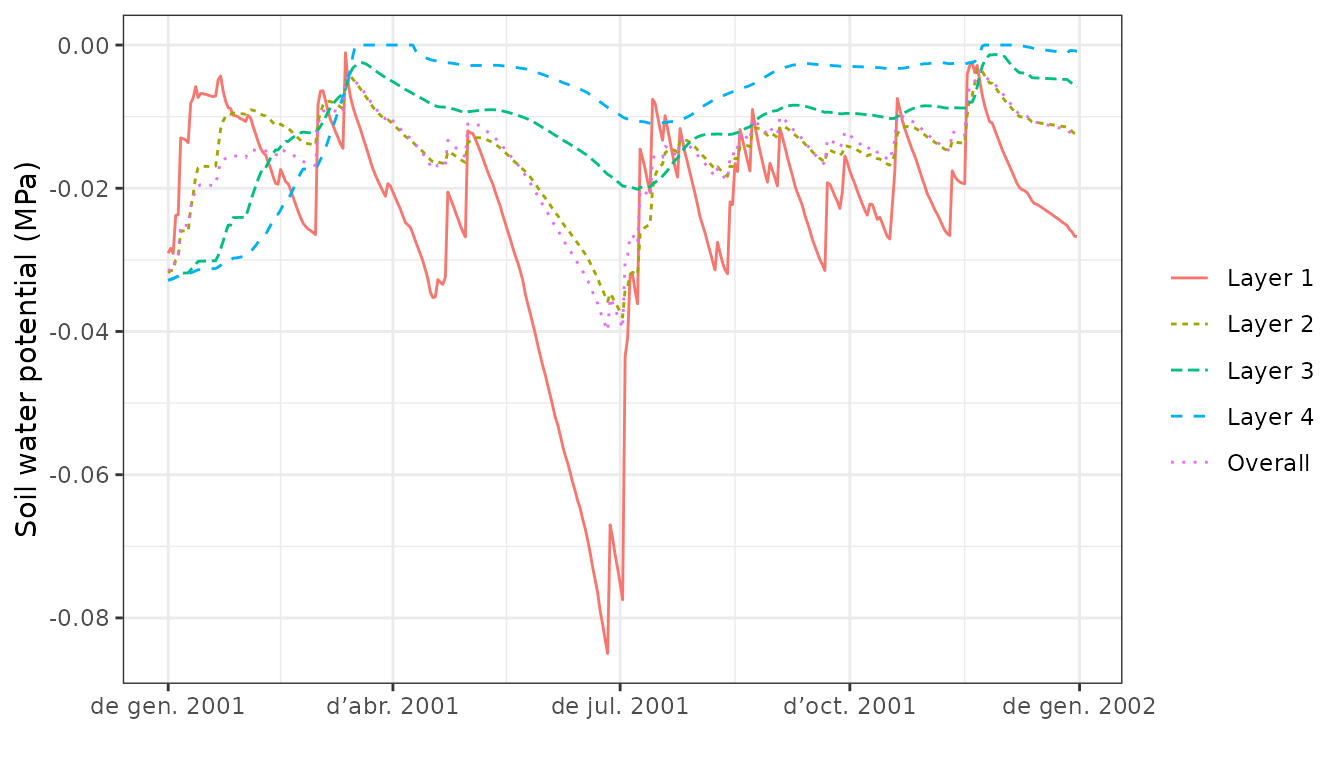 Soil water potential (MPa)
0.00
-0.02
-0.04
-0.06
-0.08
de gen. 2001
d’abr. 2001
de jul. 2001
d’oct. 2001
de gen. 2002
Layer 1
Layer 2
Layer 3
Layer 4
Overall